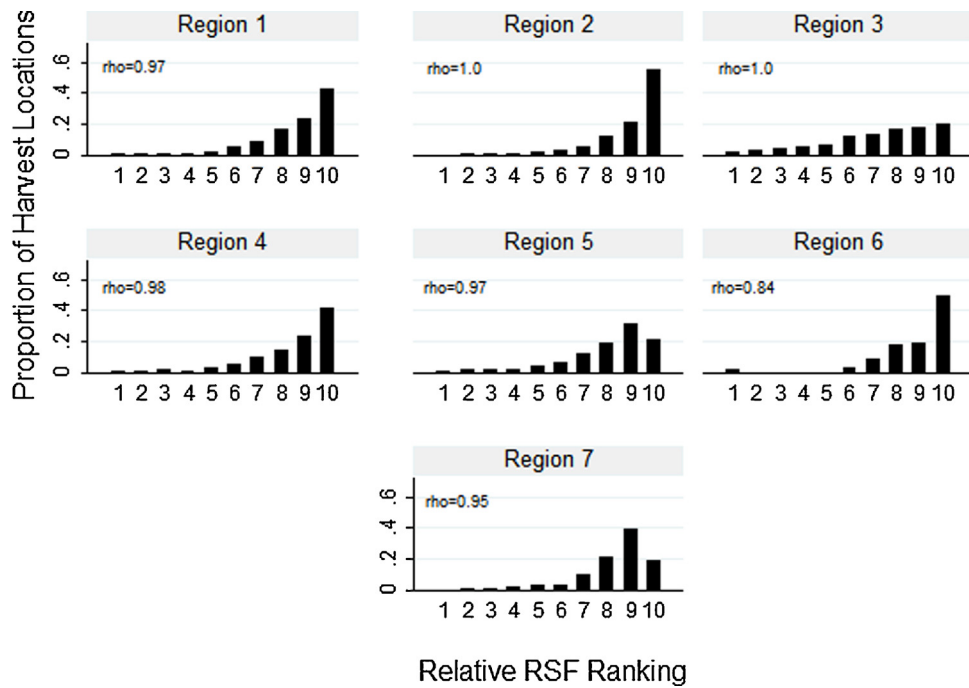 Proportion of Harvest Locations
Region 1
rho=0.97
0 .2 .4 .6
1 2 3 4 5 6 7 8 9 10
Region 2
rho=1.0
1 2 3 4 5 6 7 8 9 10
Region 3
rho=1.0
1 2 3 4 5 6 7 8 9 10
Region 4
rho=0.98
0 .2 .4 .6
1 2 3 4 5 6 7 8 9 10
Region 5
rho=0.97
1 2 3 4 5 6 7 8 9 10
Region 6
rho=0.84
1 2 3 4 5 6 7 8 9 10
Region 7
rho=0.95
0 .2 .4 .6
1 2 3 4 5 6 7 8 9 10
Relative RSF Ranking